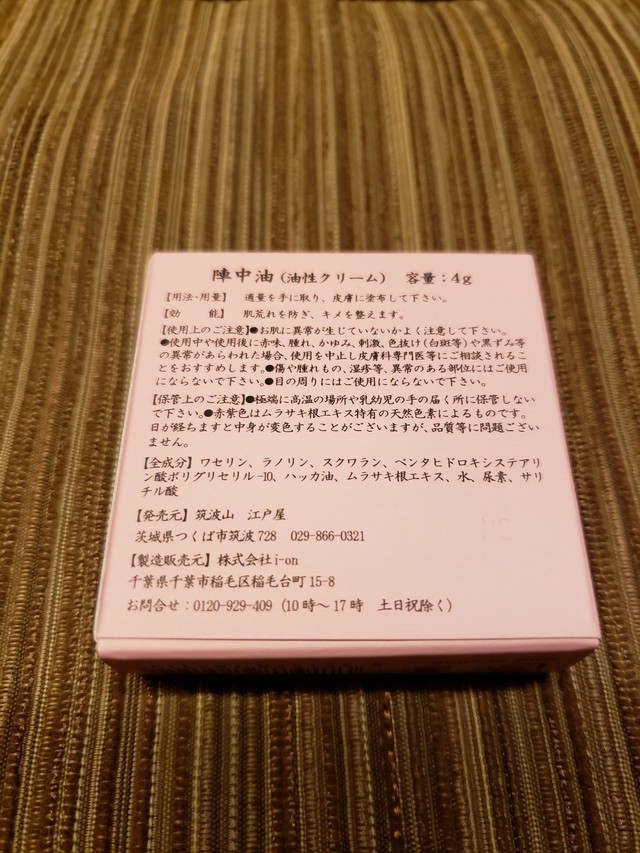 陣中油(油性クリーム) 容量:4g
【用法・用量】 適量を手に取り、皮膚に塗布して下さい。
【効 能】 肌荒れを防ぎ、キメを整えます。
【使用上のご注意】●お肌に異常が生じていないかよく注意して下さい。
●使用中や使用後に赤味、腫れ、かゆみ、刺激、色抜け(白斑等)や黒ずみ等
の異常があらわれた場合、使用を中止し皮膚科専門医等にご相談されるこ
とをおすすめします。●傷や腫れもの、湿疹等、異常のある部位にはご使用
にならないで下さい。●目の周りにはご使用にならないで下さい。
【保管上のご注意】●極端に高温の場所や乳幼児の手の届く所に保管しない
で下さい。●赤紫色はムラサキ根エキス特有の天然色素によるものです。
日が経ちますと中身が変色することがございますが、品質等に問題ござい
ません。
【全成分】ワセリン、ラノリン、スクワラン、ペンタヒドロキシステアリ
ン酸ポリグリセリル-10、ハッカ油、ムラサキ根エキス、水、尿素、サリ
チル酸
【発売元】筑波山 江戸屋
茨城県つくば市筑波728 029-866-0321
【製造販売元】株式会社i-on
千葉県千葉市稲毛区稲毛台町15-8
お問合せ:0120-929-409 (10時～17時 土日祝除く)